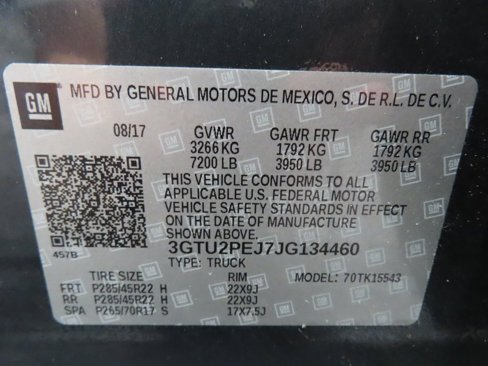 GM MFD BY GENERAL MOTORS DE MEXICO, S. DE R.L. DE C.V.
08/17 GVWR GAWR FRT GAWR RR
3266 KG 1792 KG 1792 KG
7200 LB 3950 LB 3950 LB
THIS VEHICLE CONFORMS TO ALL
APPLICABLE U.S. FEDERAL MOTOR
VEHICLE SAFETY STANDARDS IN EFFECT
ON THE DATE OF MANUFACTURE
SHOWN ABOVE.
457B 3GTU2PEJ7JG134460
TYPE: TRUCK
TIRE SIZE RIM MODEL: 70TK15543
FRT P285/45R22 H 22X9J
RR P285/45R22 H 22X9J
SPA P265/70R17 S 17X7.5J